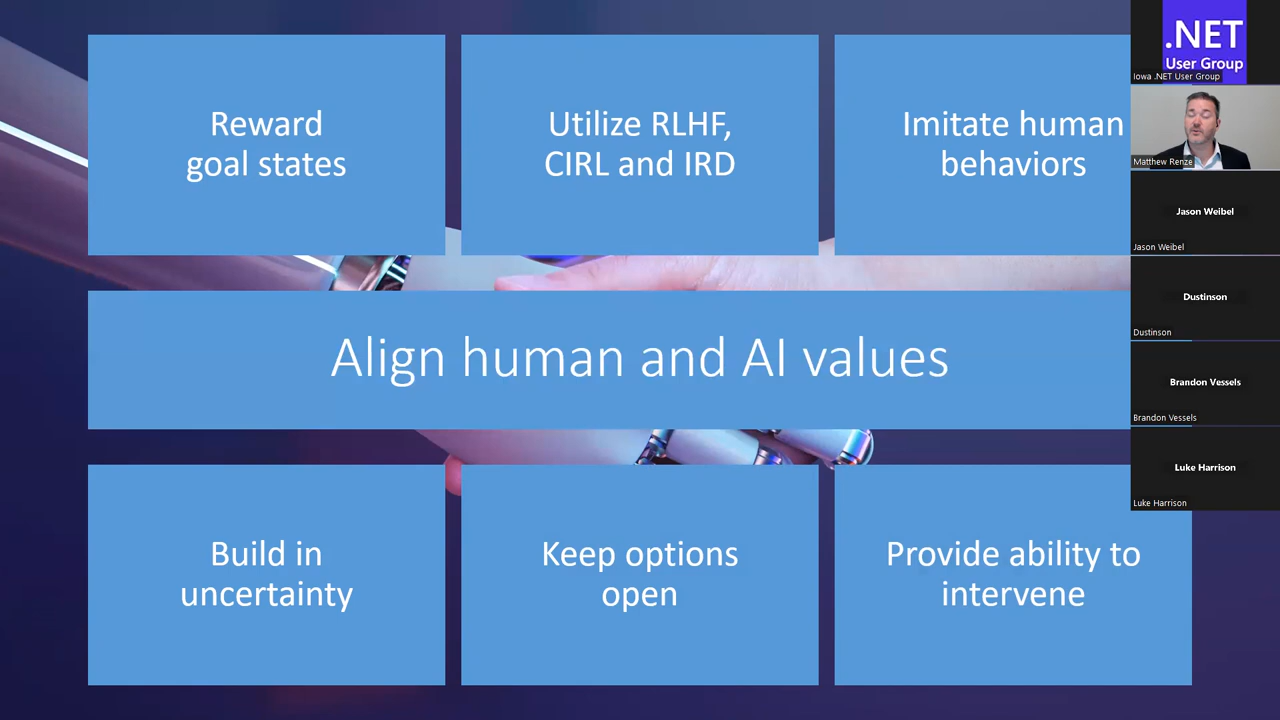 Reward
goal states
Utilize RLHF,
CIRL and IRD
Imitate human
behaviors
Align human and AI values
Build in
uncertainty
Keep options
open
Provide ability to
intervene
.NET
User Group
Iowa .NET User Group
Matthew Renze
Jason Weibel
Jason Weibel
Dustinson
Dustinson
Brandon Vessels
Brandon Vessels
Luke Harrison
Luke Harrison